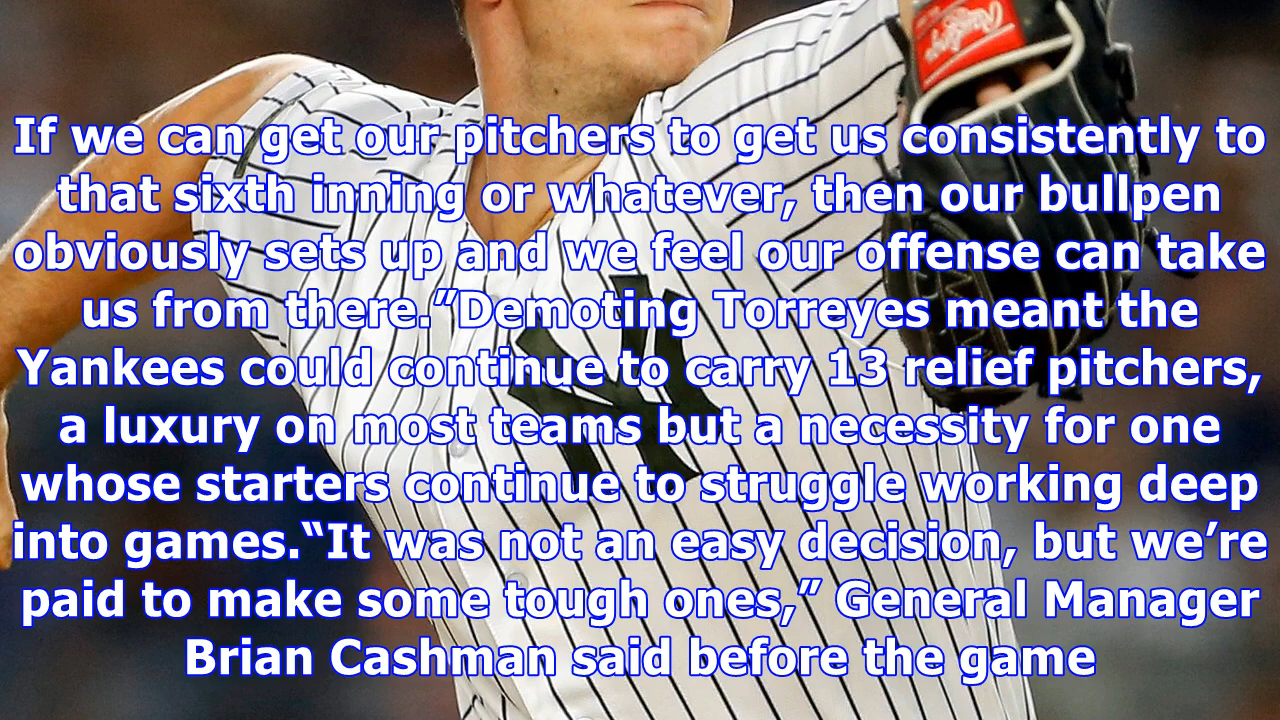 Rawlings
If we can get our pitchers to get us consistently to
that sixth inning or whatever, then our bullpen
obviously sets up and we feel our offense can take
us from there.”Demoting Torreyes meant the
Yankees could continue to carry 13 relief pitchers,
a luxury on most teams but a necessity for one
whose starters continue to struggle working deep
into games.“It was not an easy decision, but we’re
paid to make some tough ones,” General Manager
Brian Cashman said before the game